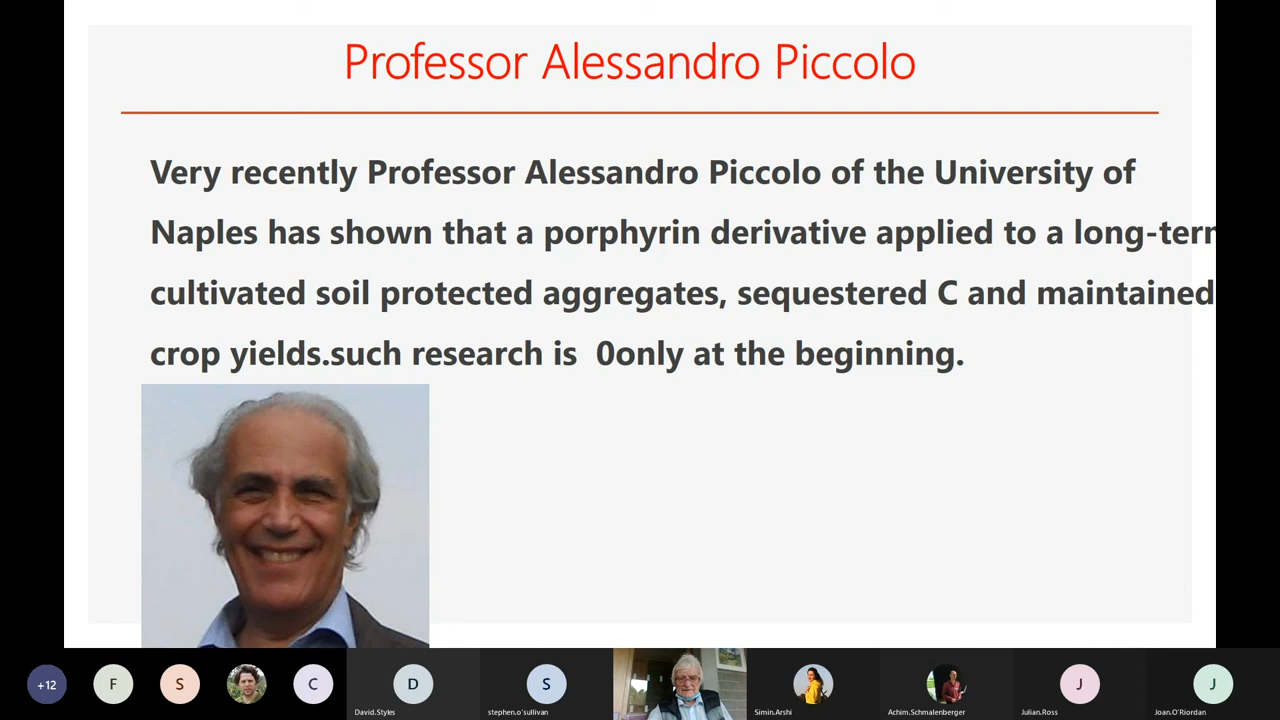 Professor Alessandro Piccolo
Very recently Professor Alessandro Piccolo of the University of
Naples has shown that a porphyrin derivative applied to a long-term
cultivated soil protected aggregates, sequestered C and maintained
crop yields.such research is  0only at the beginning.
+12
F
S
C
D
S
J
J
David.Styles
stephen.o'sullivan
Simin.Arshi
Achim.Schmalenberger
Julian.Ross
Joan.O'Riordan